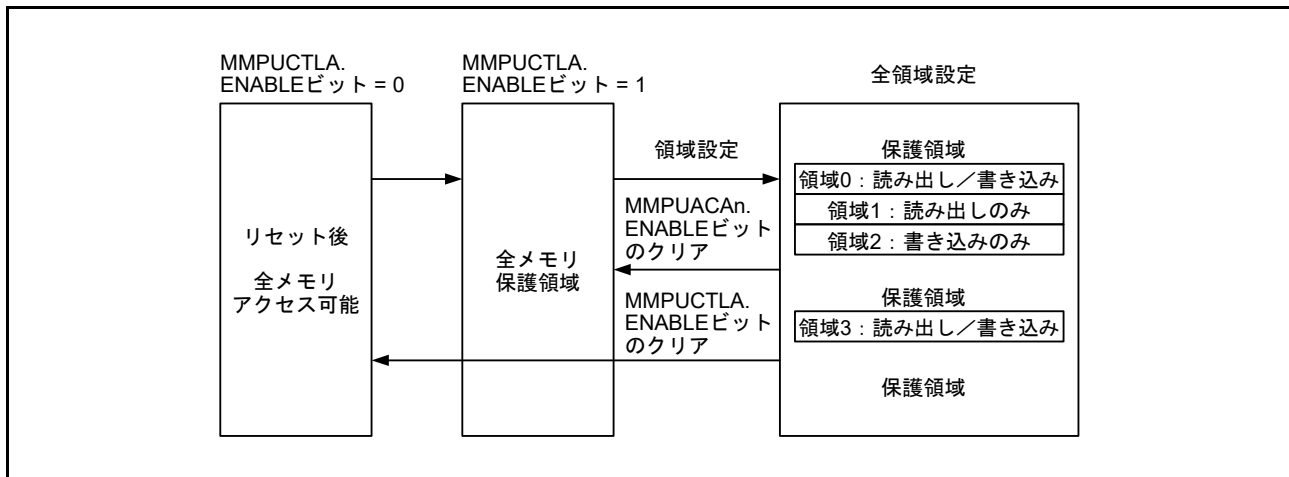 MMPUCTLA.
ENABLEビット = 0
MMPUCTLA.
ENABLEビット = 1
全領域設定
リセット後
全メモリ
アクセス可能
全メモリ
保護領域
領域設定
MMPUACAn.
ENABLEビット
のクリア
MMPUCTLA.
ENABLEビット
のクリア
保護領域
領域0：読み出し／書き込み
領域1：読み出しのみ
領域2：書き込みのみ
保護領域
領域3：読み出し／書き込み
保護領域